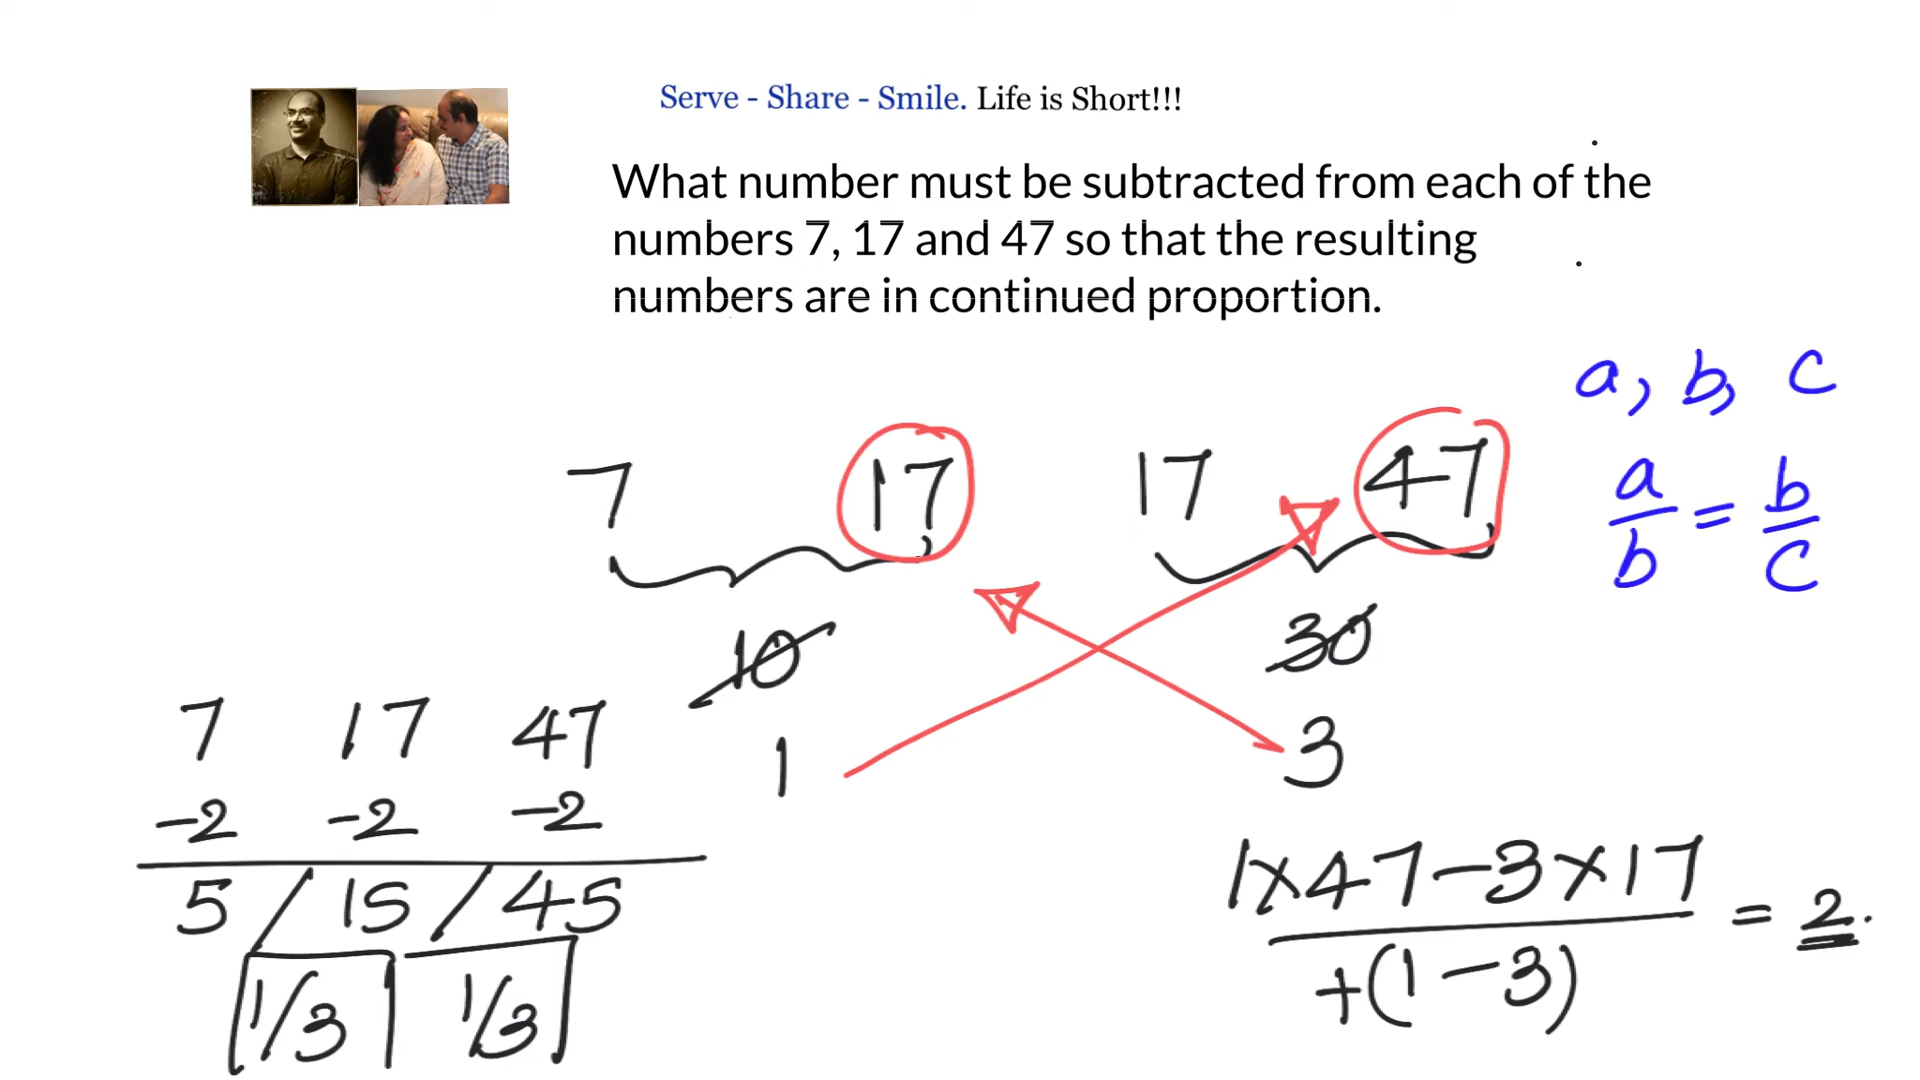 Serve - Share - Smile. Life is Short!!!
What number must be subtracted from each of the
numbers 7, 17 and 47 so that the resulting
numbers are in continued proportion.
a, b, c
a/b = b/c
7 17 17 47
10 30
1 3
7 17 47
-2 -2 -2
5 / 15 / 45
1/3 1/3
1×47-3×17
+(1-3)
= 2.